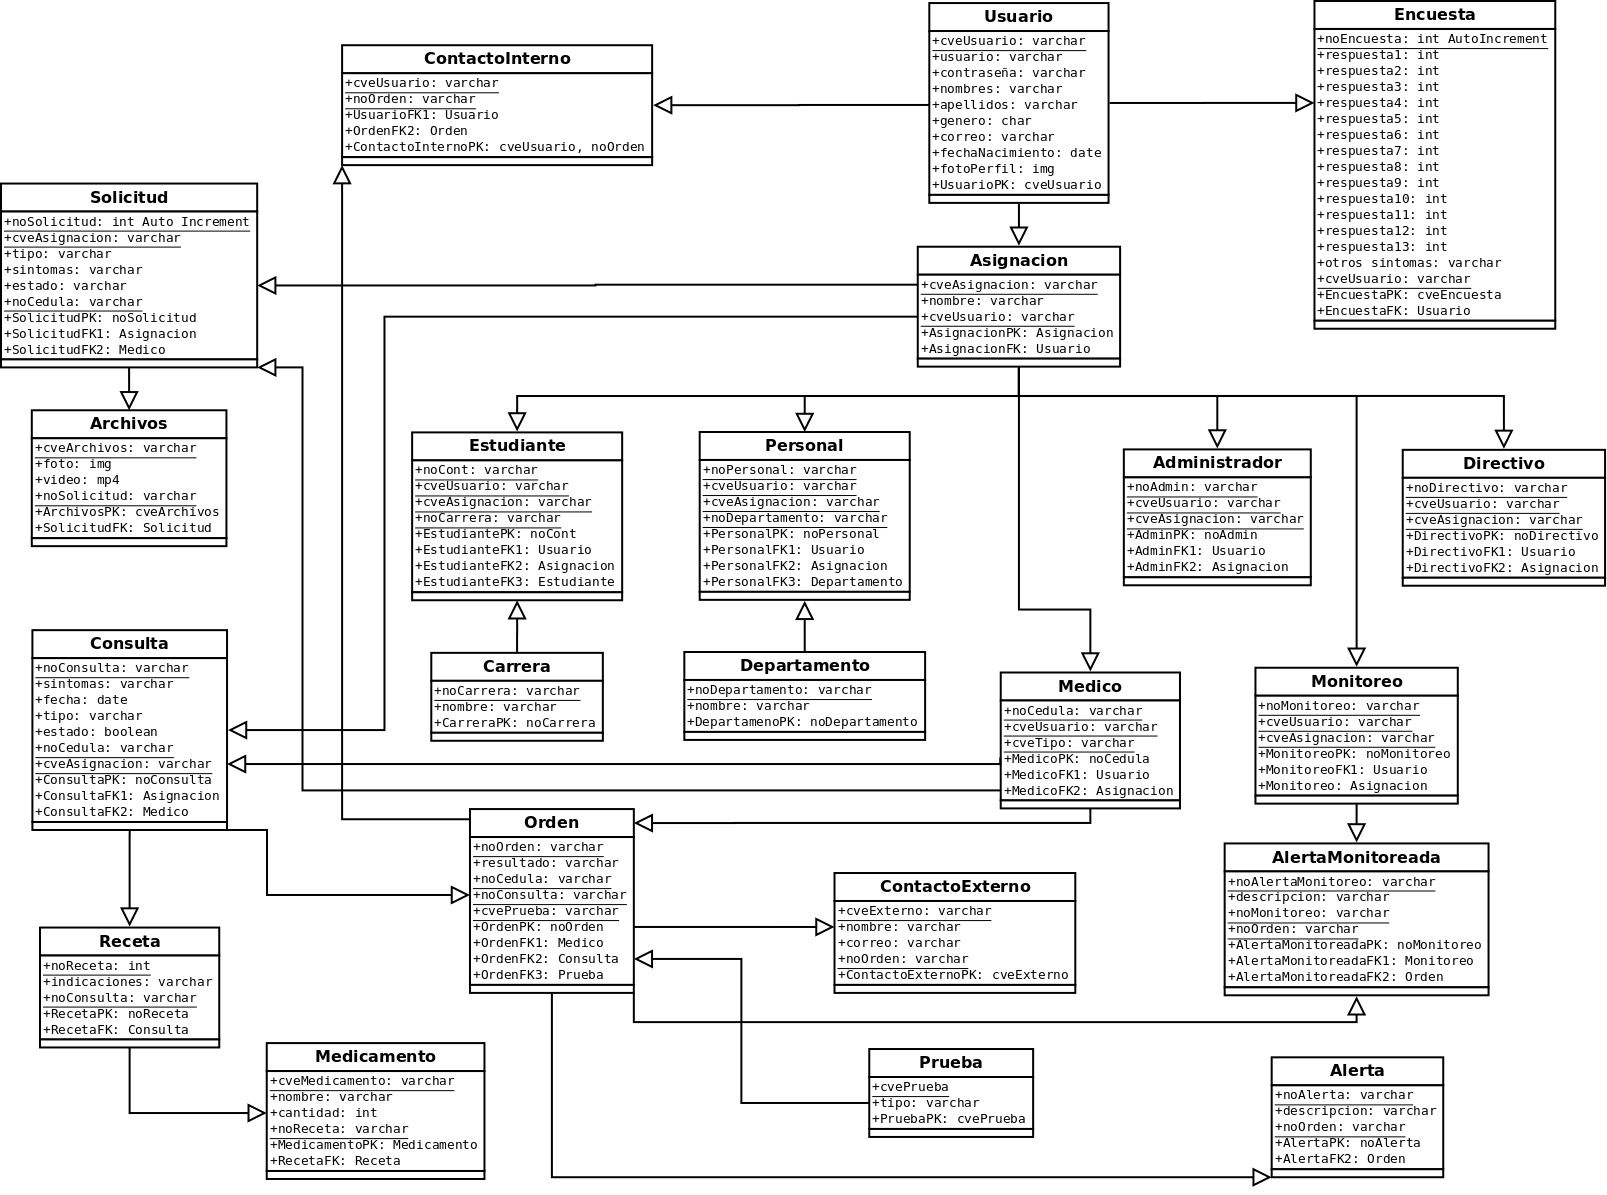 Usuario
+cveUsuario: varchar
+usuario: varchar
+contraseña: varchar
+nombres: varchar
+apellidos: varchar
+genero: char
+correo: varchar
+fechaNacimiento: date
+fotoPerfil: img
+UsuarioPK: cveUsuario
Encuesta
+noEncuesta: int AutoIncrement
+respuesta1: int
+respuesta2: int
+respuesta3: int
+respuesta4: int
+respuesta5: int
+respuesta6: int
+respuesta7: int
+respuesta8: int
+respuesta9: int
+respuesta10: int
+respuesta11: int
+respuesta12: int
+respuesta13: int
+otros sintomas: varchar
+cveUsuario: varchar
+EncuestaPK: cveEncuesta
+EncuestaFK: Usuario
ContactoInterno
+cveUsuario: varchar
+noOrden: varchar
+UsuarioFK1: Usuario
+OrdenFK2: Orden
+ContactoInternoPK: cveUsuario, noOrden
Solicitud
+noSolicitud: int Auto Increment
+cveAsignacion: varchar
+tipo: varchar
+sintomas: varchar
+estado: varchar
+noCedula: varchar
+SolicitudPK: noSolicitud
+SolicitudFK1: Asignacion
+SolicitudFK2: Medico
Asignacion
+cveAsignacion: varchar
+nombre: varchar
+cveUsuario: varchar
+AsignacionPK: Asignacion
+AsignacionFK: Usuario
Archivos
+cveArchivos: varchar
+foto: img
+video: mp4
+noSolicitud: varchar
+ArchivosPK: cveArchivos
+SolicitudFK: Solicitud
Estudiante
+noCont: varchar
+cveUsuario: varchar
+cveAsignacion: varchar
+noCarrera: varchar
+EstudiantePK: noCont
+EstudianteFK1: Usuario
+EstudianteFK2: Asignacion
+EstudianteFK3: Estudiante
Personal
+noPersonal: varchar
+cveUsuario: varchar
+cveAsignacion: varchar
+noDepartamento: varchar
+PersonalPK: noPersonal
+PersonalFK1: Usuario
+PersonalFK2: Asignacion
+PersonalFK3: Departamento
Administrador
+noAdmin: varchar
+cveUsuario: varchar
+cveAsignacion: varchar
+AdminPK: noAdmin
+AdminFK1: Usuario
+AdminFK2: Asignacion
Directivo
+noDirectivo: varchar
+cveUsuario: varchar
+cveAsignacion: varchar
+DirectivoPK: noDirectivo
+DirectivoFK1: Usuario
+DirectivoFK2: Asignacion
Consulta
+noConsulta: varchar
+sintomas: varchar
+fecha: date
+tipo: varchar
+estado: boolean
+noCedula: varchar
+cveAsignacion: varchar
+ConsultaPK: noConsulta
+ConsultaFK1: Asignacion
+ConsultaFK2: Medico
Carrera
+noCarrera: varchar
+nombre: varchar
+CarreraPK: noCarrera
Departamento
+noDepartamento: varchar
+nombre: varchar
+DepartamenoPK: noDepartamento
Medico
+noCedula: varchar
+cveUsuario: varchar
+cveTipo: varchar
+MedicoPK: noCedula
+MedicoFK1: Usuario
+MedicoFK2: Asignacion
Monitoreo
+noMonitoreo: varchar
+cveUsuario: varchar
+cveAsignacion: varchar
+MonitoreoPK: noMonitoreo
+MonitoreoFK1: Usuario
+Monitoreo: Asignacion
Orden
+noOrden: varchar
+resultado: varchar
+noCedula: varchar
+noConsulta: varchar
+cvePrueba: varchar
+OrdenPK: noOrden
+OrdenFK1: Medico
+OrdenFK2: Consulta
+OrdenFK3: Prueba
ContactoExterno
+cveExterno: varchar
+nombre: varchar
+correo: varchar
+noOrden: varchar
+ContactoExternoPK: cveExterno
AlertaMonitoreada
+noAlertaMonitoreo: varchar
+descripcion: varchar
+noMonitoreo: varchar
+noOrden: varchar
+AlertaMonitoreadaPK: noMonitoreo
+AlertaMonitoreadaFK1: Monitoreo
+AlertaMonitoreadaFK2: Orden
Receta
+noReceta: int
+indicaciones: varchar
+noConsulta: varchar
+RecetaPK: noReceta
+RecetaFK: Consulta
Medicamento
+cveMedicamento: varchar
+nombre: varchar
+cantidad: int
+noReceta: varchar
+MedicamentoPK: Medicamento
+RecetaFK: Receta
Prueba
+cvePrueba
+tipo: varchar
+PruebaPK: cvePrueba
Alerta
+noAlerta: varchar
+descripcion: varchar
+noOrden: varchar
+AlertaPK: noAlerta
+AlertaFK2: Orden